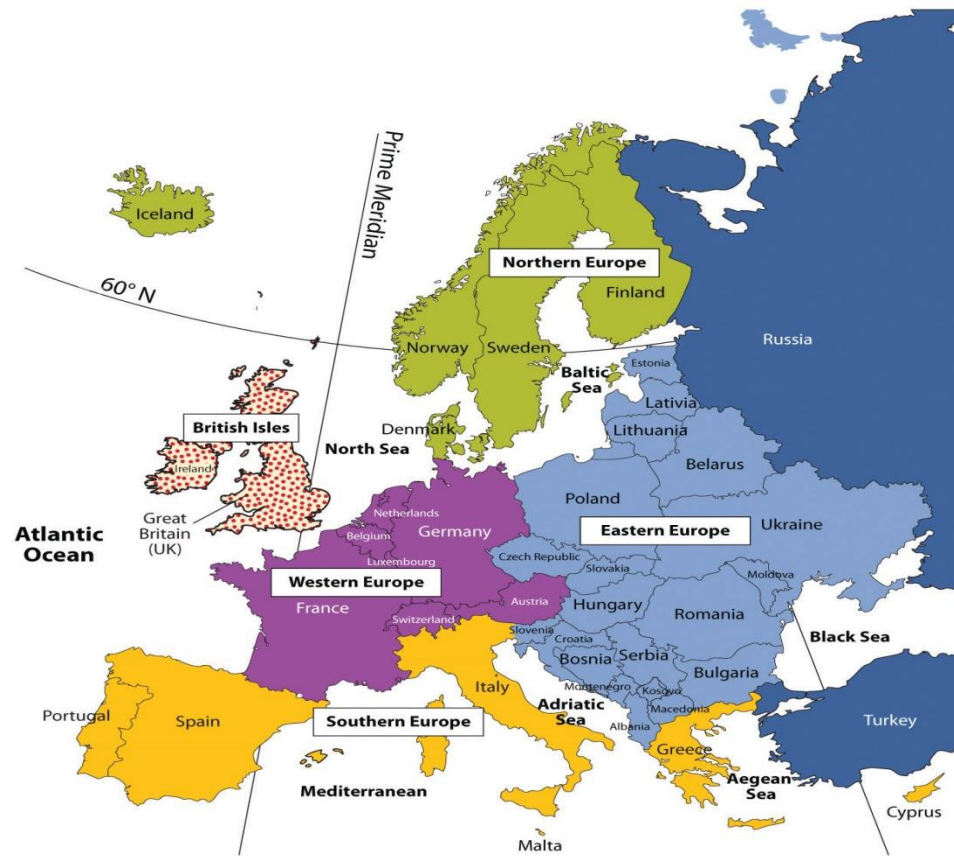 Iceland
Prime Meridian
60° N
Northern Europe
Finland
Norway
Sweden
Russia
Estonia
Baltic
Sea
Lativia
Denmark
Lithuania
British Isles
North Sea
Belarus
Ireland
Great
Britain
(UK)
Netherlands
Poland
Germany
Ukraine
Belgium
Eastern Europe
Atlantic
Ocean
Luxembourg
Czech Republic
Slovakia
Moldova
Western Europe
France
Austria
Hungary
Romania
Switzerland
Slovenia
Croatia
Black Sea
Bosnia
Serbia
Bulgaria
Italy
Montenegro
Kosovo
Portugal
Spain
Southern Europe
Adriatic
Sea
Macedonia
Albania
Turkey
Greece
Aegean
Sea
Mediterranean
Cyprus
Malta